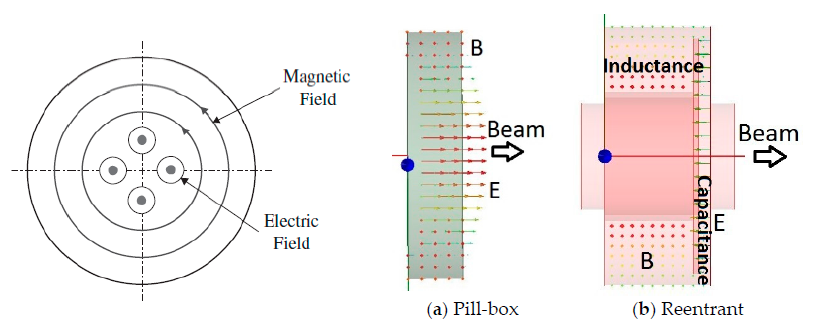 Magnetic
Field
Electric
Field
B
Beam
E
(a) Pill-box
Inductance
Beam
Capacitance
E
B
(b) Reentrant